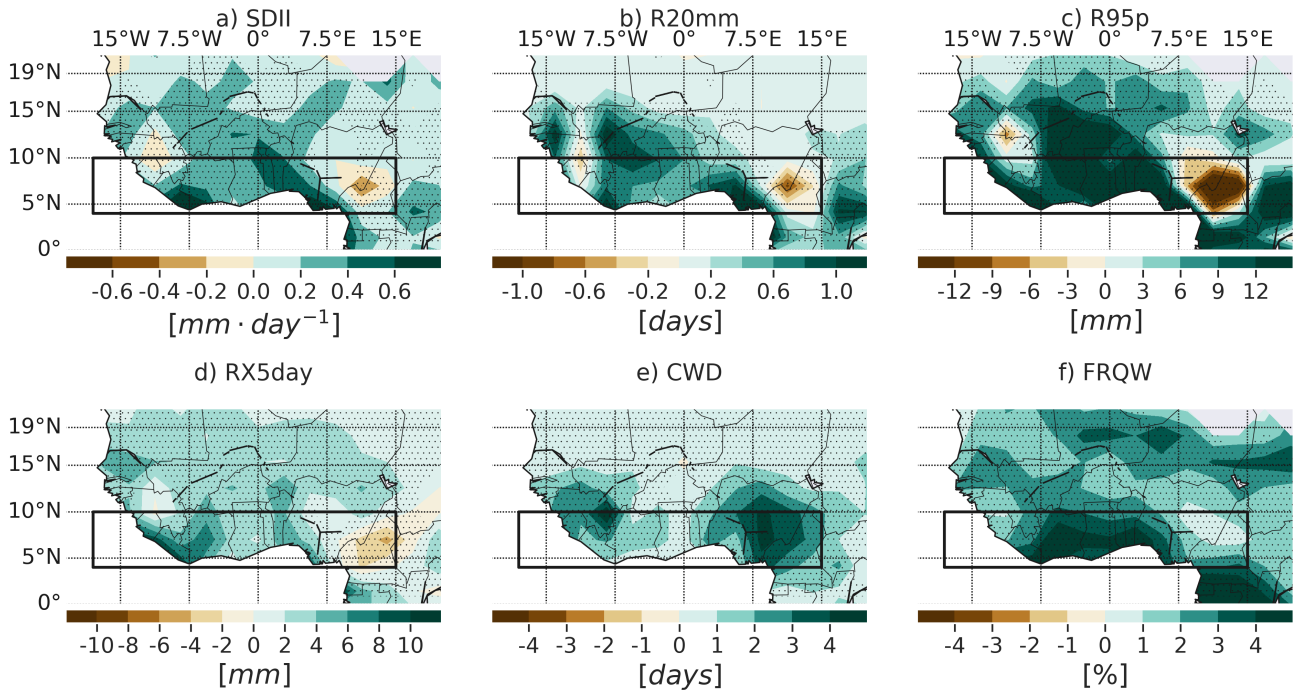 a) SDII b) R20mm c) R95p
15°W 7.5°W 0° 7.5°E 15°E 15°W 7.5°W 0° 7.5°E 15°E 15°W 7.5°W 0° 7.5°E 15°E
19°N
15°N
10°N
5°N
0°
-0.6 -0.4 -0.2 0.0 0.2 0.4 0.6 -1.0 -0.6 -0.2 0.2 0.6 1.0 -12 -9 -6 -3 0 3 6 9 12
[mm · day⁻¹] [days] [mm]
d) RX5day e) CWD f) FRQW
19°N
15°N
10°N
5°N
0°
-10 -8 -6 -4 -2 0 2 4 6 8 10 -4 -3 -2 -1 0 1 2 3 4 -4 -3 -2 -1 0 1 2 4
[mm] [days] [%]